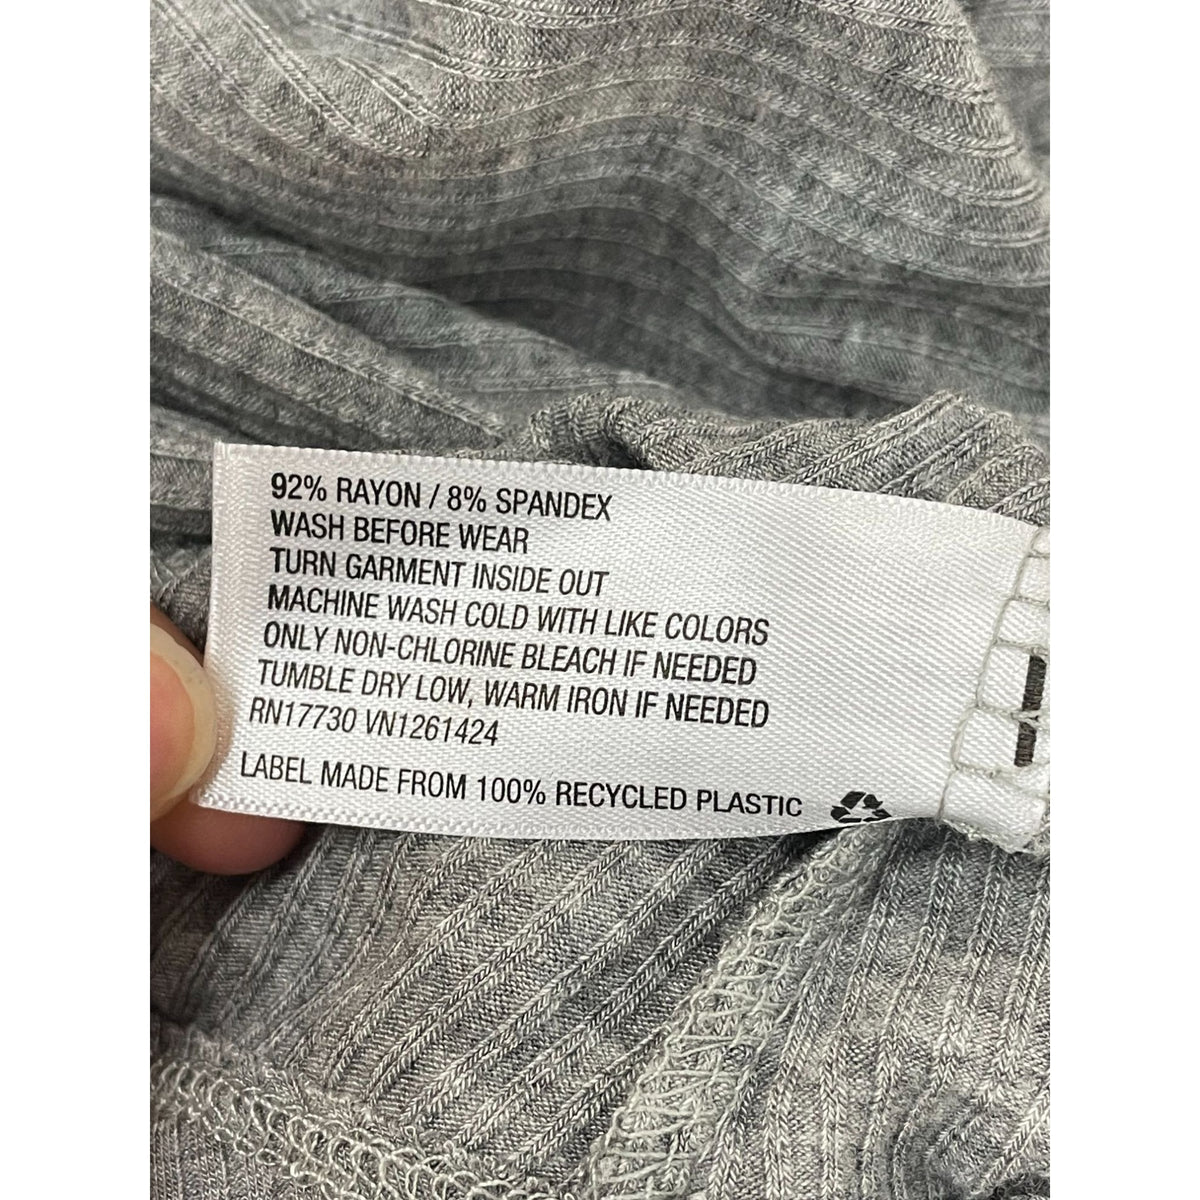 92% RAYON / 8% SPANDEX
WASH BEFORE WEAR
TURN GARMENT INSIDE OUT
MACHINE WASH COLD WITH LIKE COLORS
ONLY NON-CHLORINE BLEACH IF NEEDED
TUMBLE DRY LOW, WARM IRON IF NEEDED
RN17730 VN1261424
LABEL MADE FROM 100% RECYCLED PLASTIC